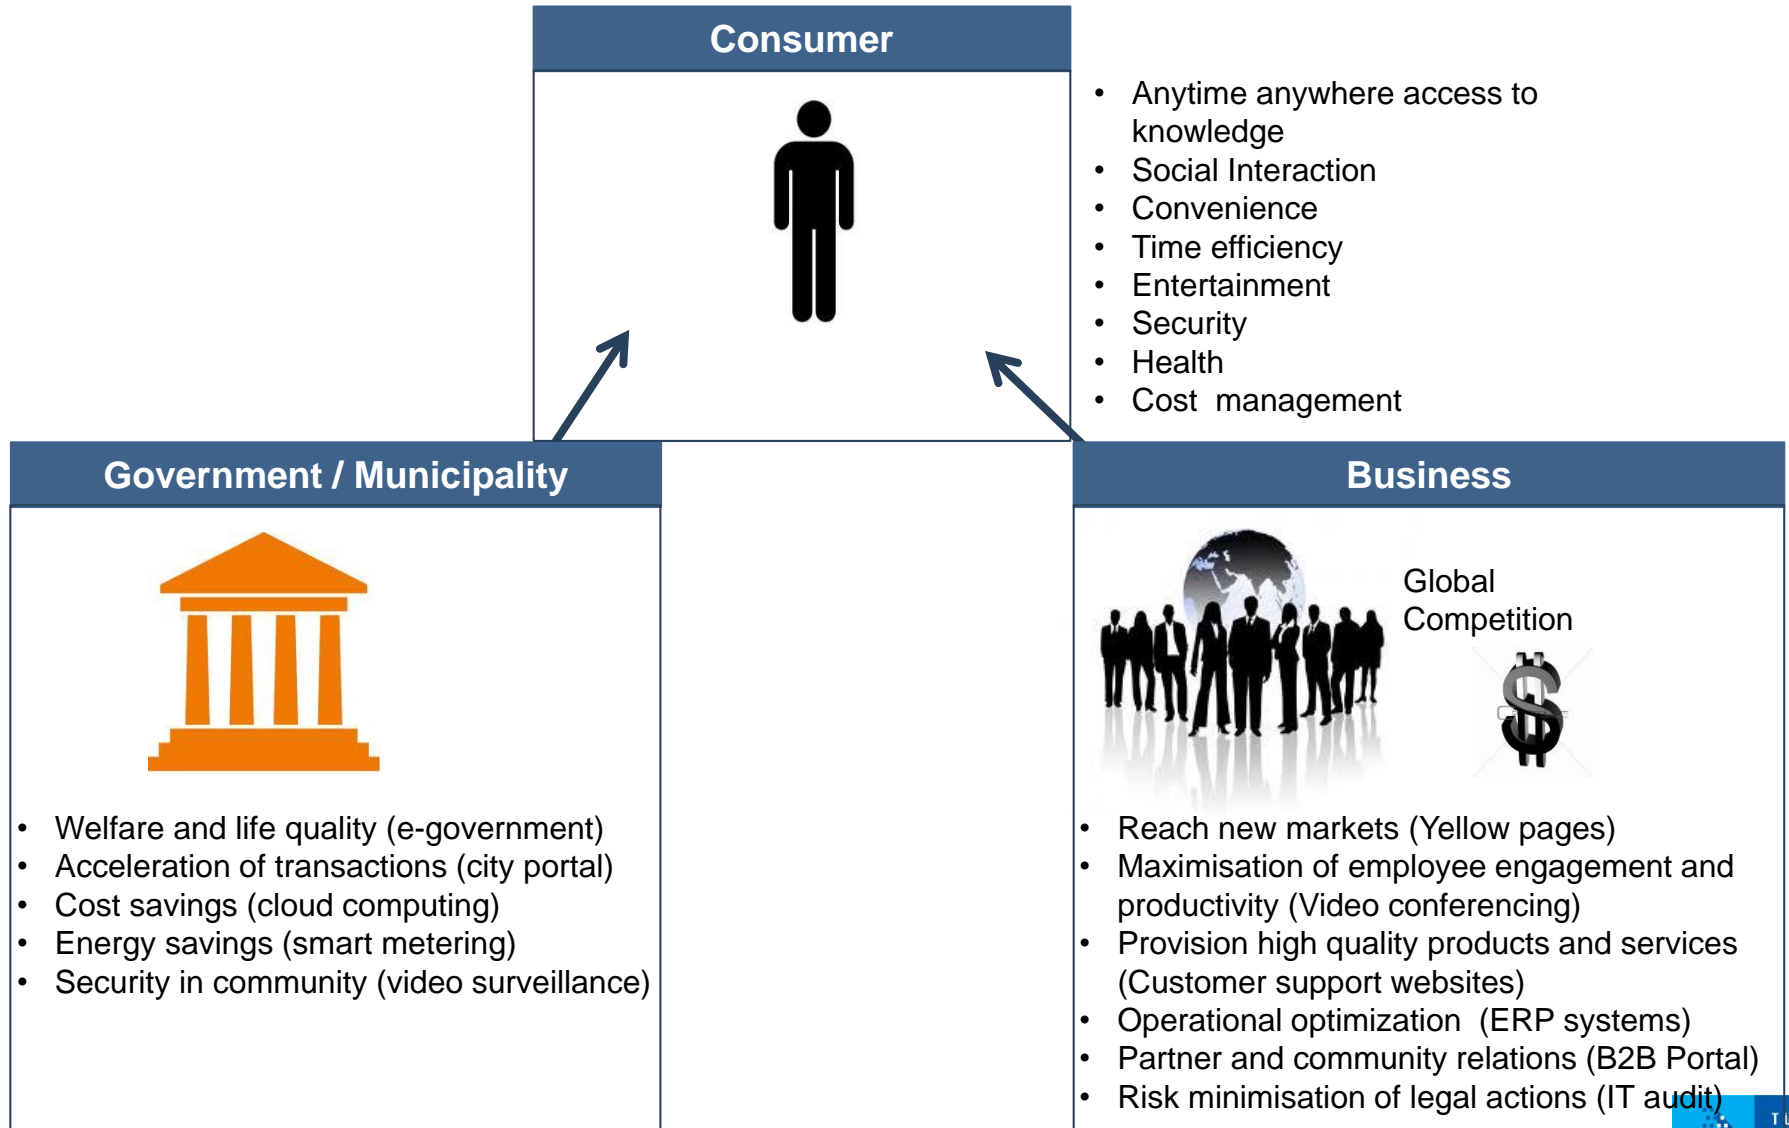 Consumer
• Anytime anywhere access to
knowledge
• Social Interaction
• Convenience
• Time efficiency
• Entertainment
• Security
• Health
• Cost  management
Government / Municipality
• Welfare and life quality (e-government)
• Acceleration of transactions (city portal)
• Cost savings (cloud computing)
• Energy savings (smart metering)
• Security in community (video surveillance)
Business
Global
Competition
• Reach new markets (Yellow pages)
• Maximisation of employee engagement and
productivity (Video conferencing)
• Provision high quality products and services
(Customer support websites)
• Operational optimization  (ERP systems)
• Partner and community relations (B2B Portal)
• Risk minimisation of legal actions (IT audit)